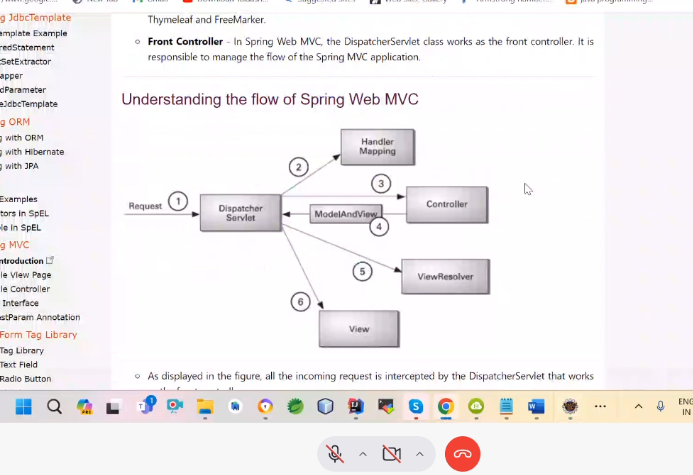 Thymeleaf and FreeMarker.
Front Controller - In Spring Web MVC, the DispatcherServlet class works as the front controller. It is
responsible to manage the flow of the Spring MVC application.
Understanding the flow of Spring Web MVC
Request
1
Dispatcher
Servlet
2
Handler
Mapping
3
Controller
ModelAndView
4
5
ViewResolver
6
View
As displayed in the figure, all the incoming request is intercepted by the DispatcherServlet that works
g JdbcTemplate
Example
redStatement
SetExtractor
apper
dParameter
eJdbcTemplate
g ORM
g with ORM
g with Hibernate
g with JPA
Examples
tors in SpEL
le in SpEL
g MVC
ntroduction
le View Page
le Controller
Interface
stParam Annotation
Form Tag Library
Tag Library
Text Field
Radio Button
ENG
IN